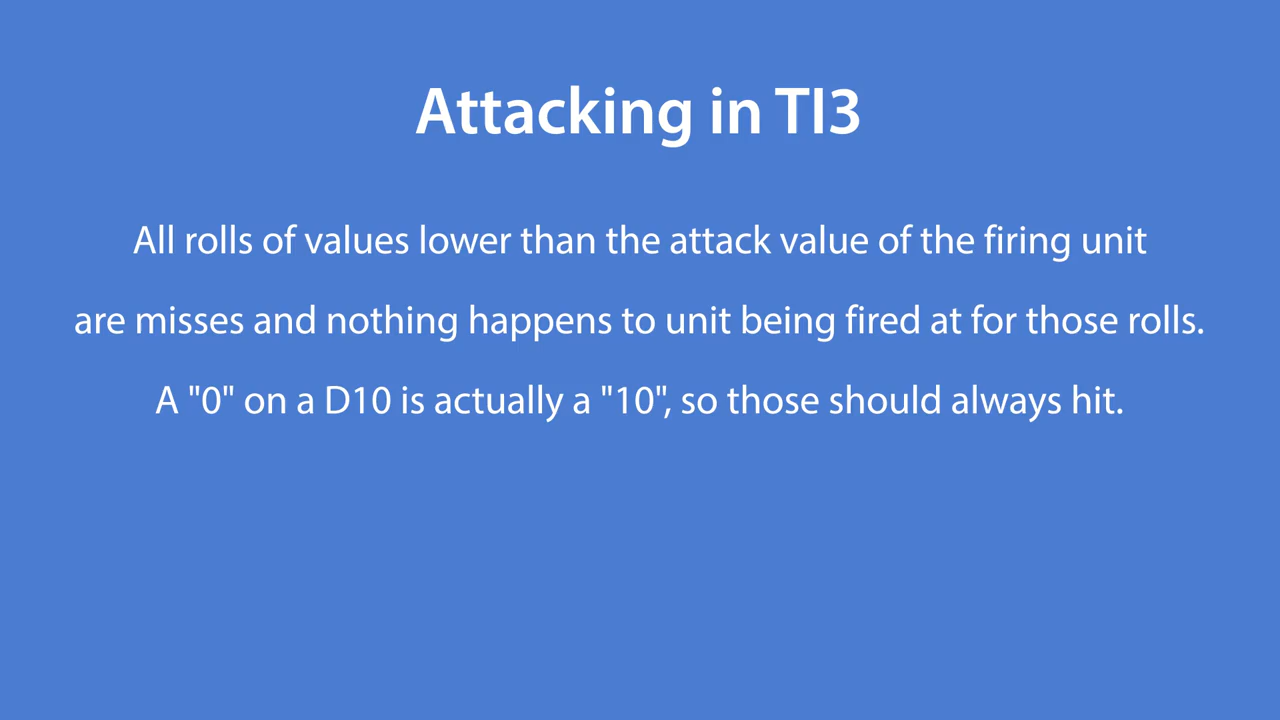 Attacking in TI3
All rolls of values lower than the attack value of the firing unit
are misses and nothing happens to unit being fired at for those rolls.
A "0" on a D10 is actually a "10", so those should always hit.